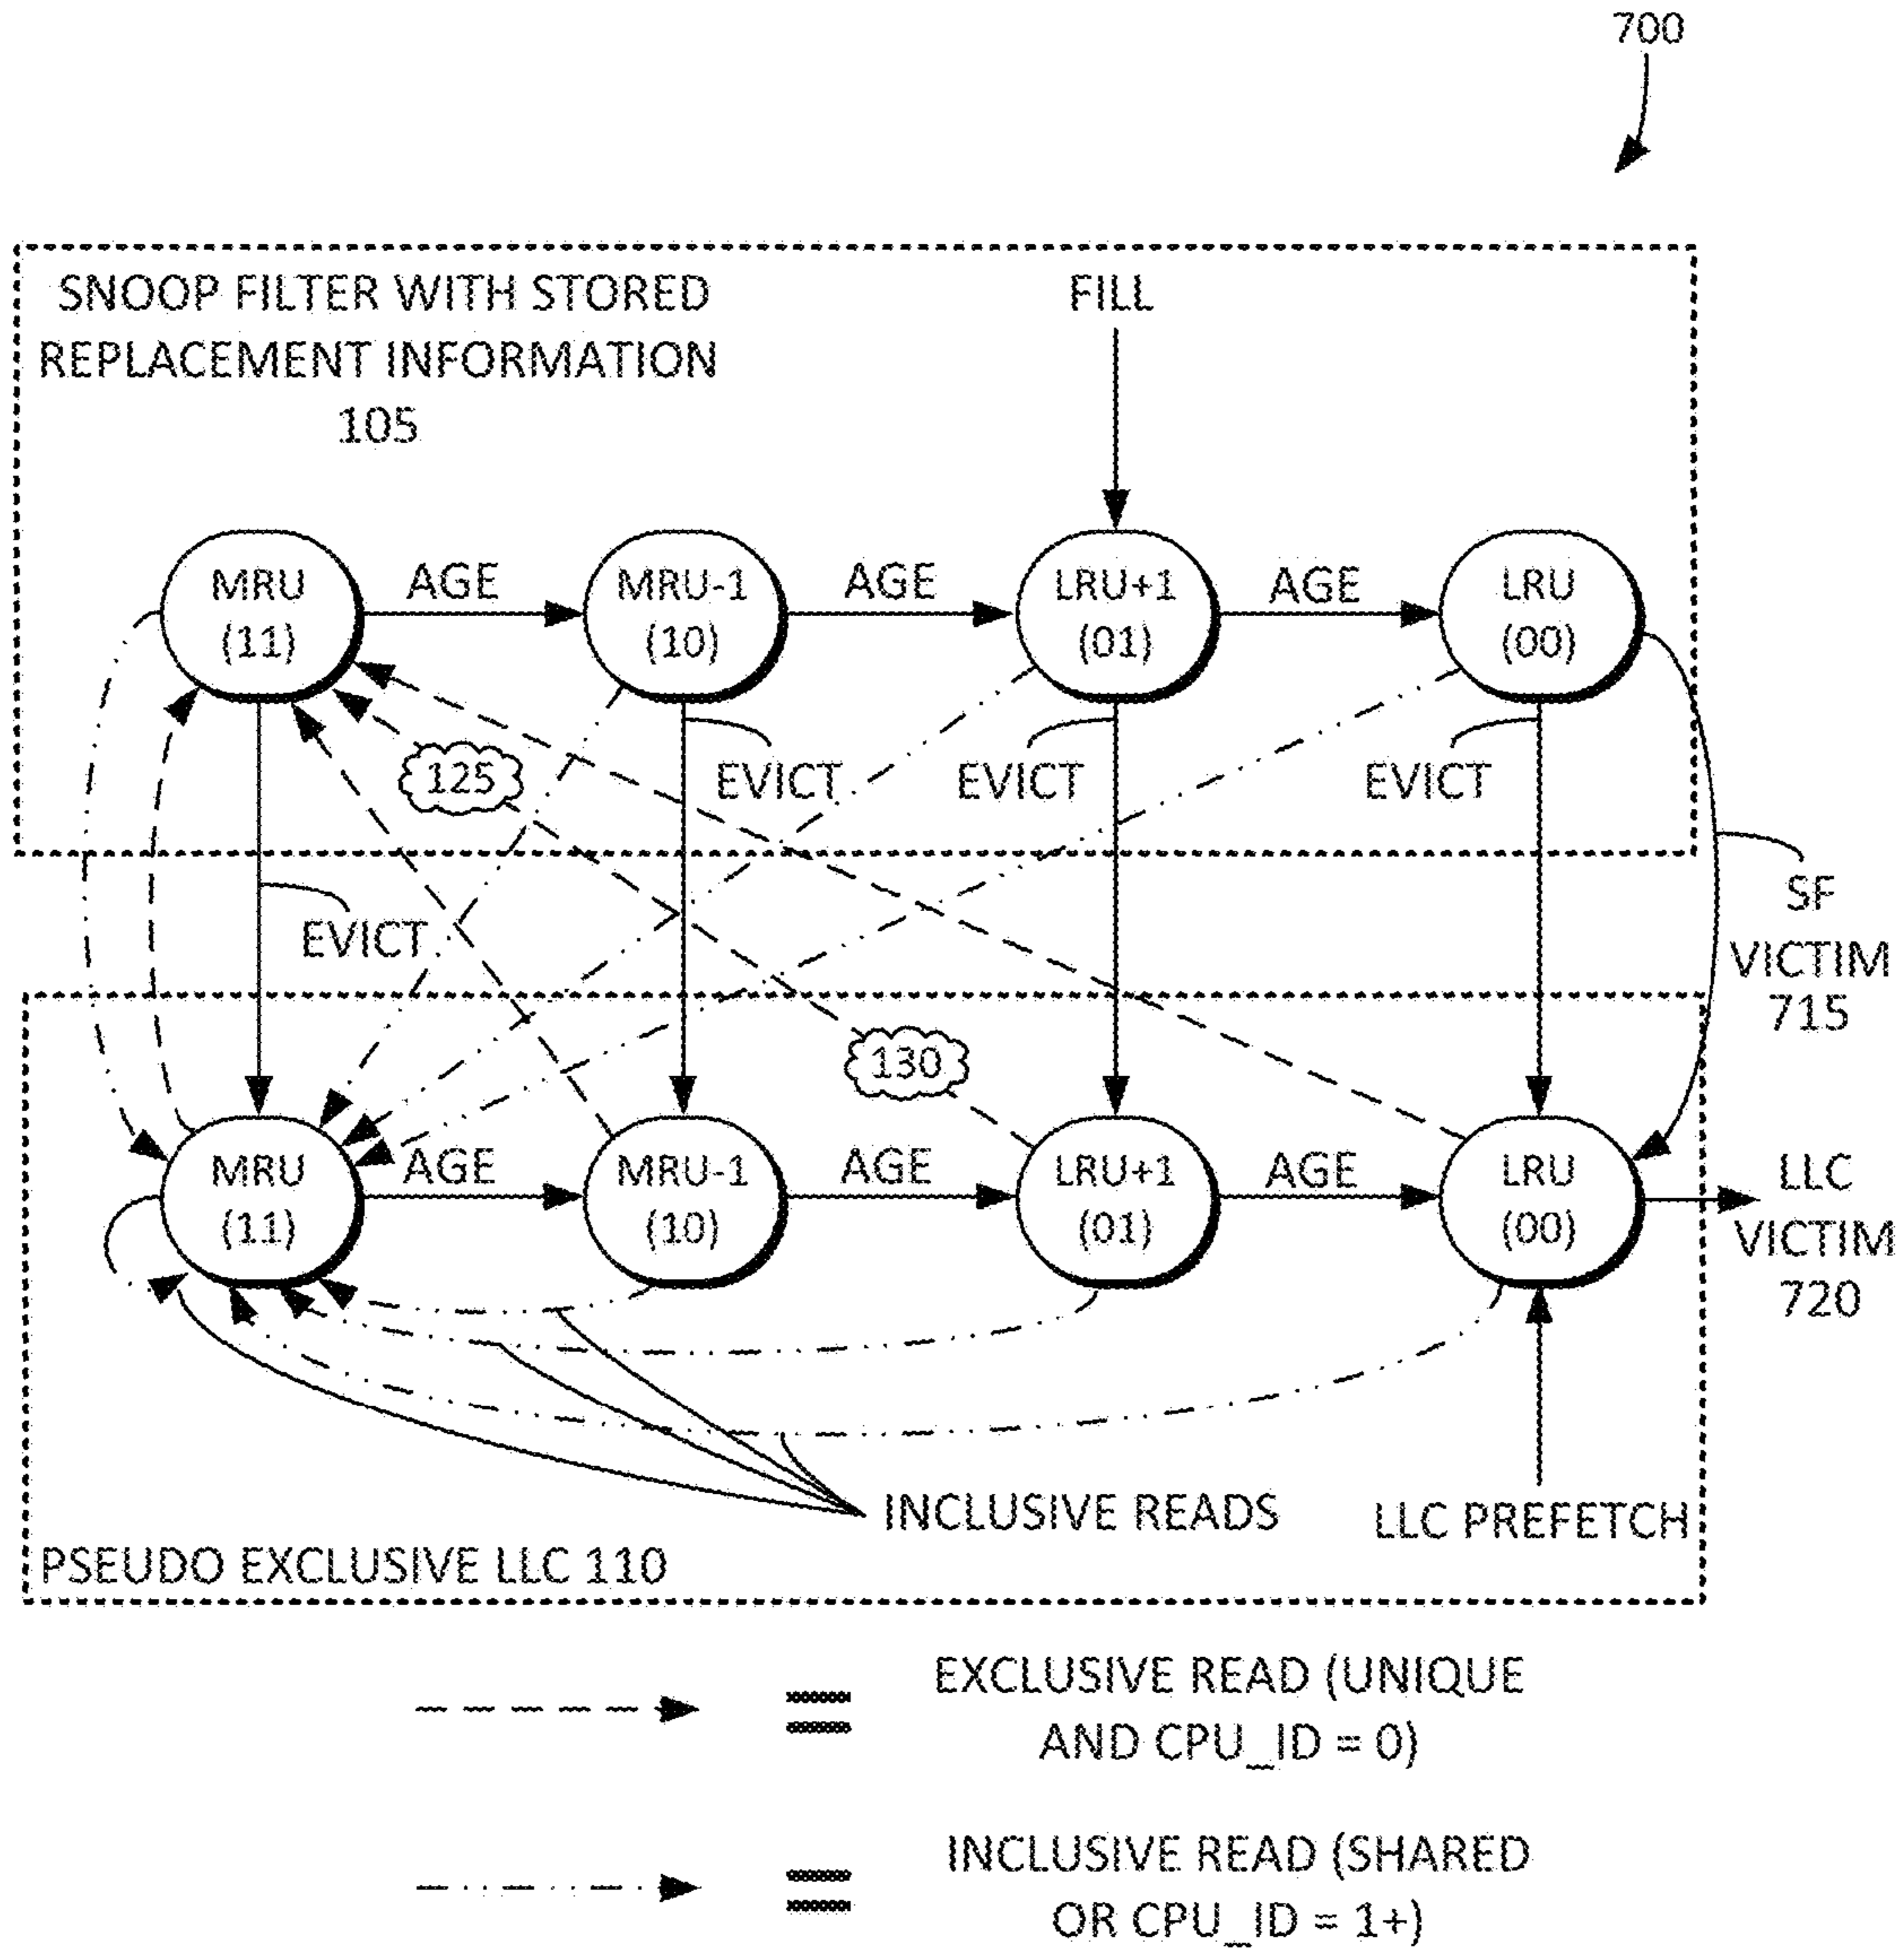 700
SNOOP FILTER WITH STORED
REPLACEMENT INFORMATION
105
FILL
MRU
(11)
AGE
MRU-1
(10)
AGE
LRU+1
(01)
AGE
LRU
(00)
125
EVICT
EVICT
EVICT
EVICT
SF
VICTIM
715
130
MRU
(11)
AGE
MRU-1
(10)
AGE
LRU+1
(01)
AGE
LRU
(00)
LLC
VICTIM
720
INCLUSIVE READS
LLC PREFETCH
PSEUDO EXCLUSIVE LLC 110
= EXCLUSIVE READ (UNIQUE
AND CPU_ID = 0)
= INCLUSIVE READ (SHARED
OR CPU_ID = 1+)